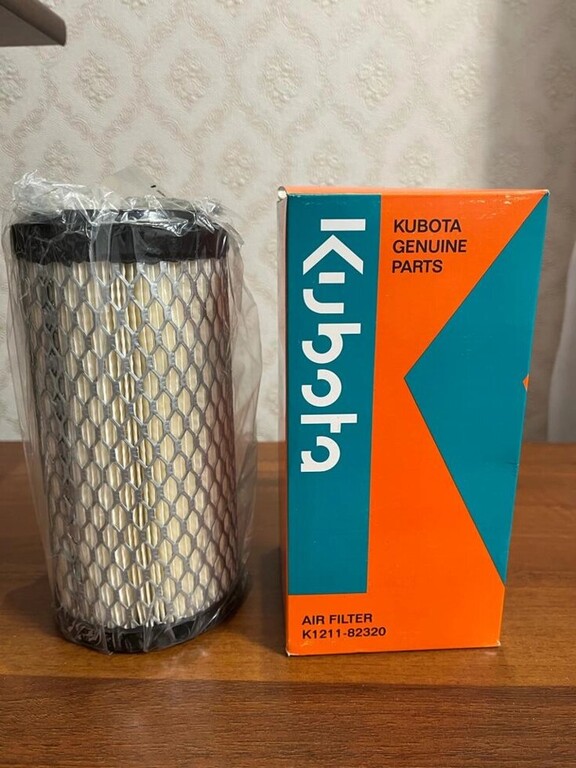 Kubota
KUBOTA
GENUINE
PARTS
AIR FILTER
K1211-82320